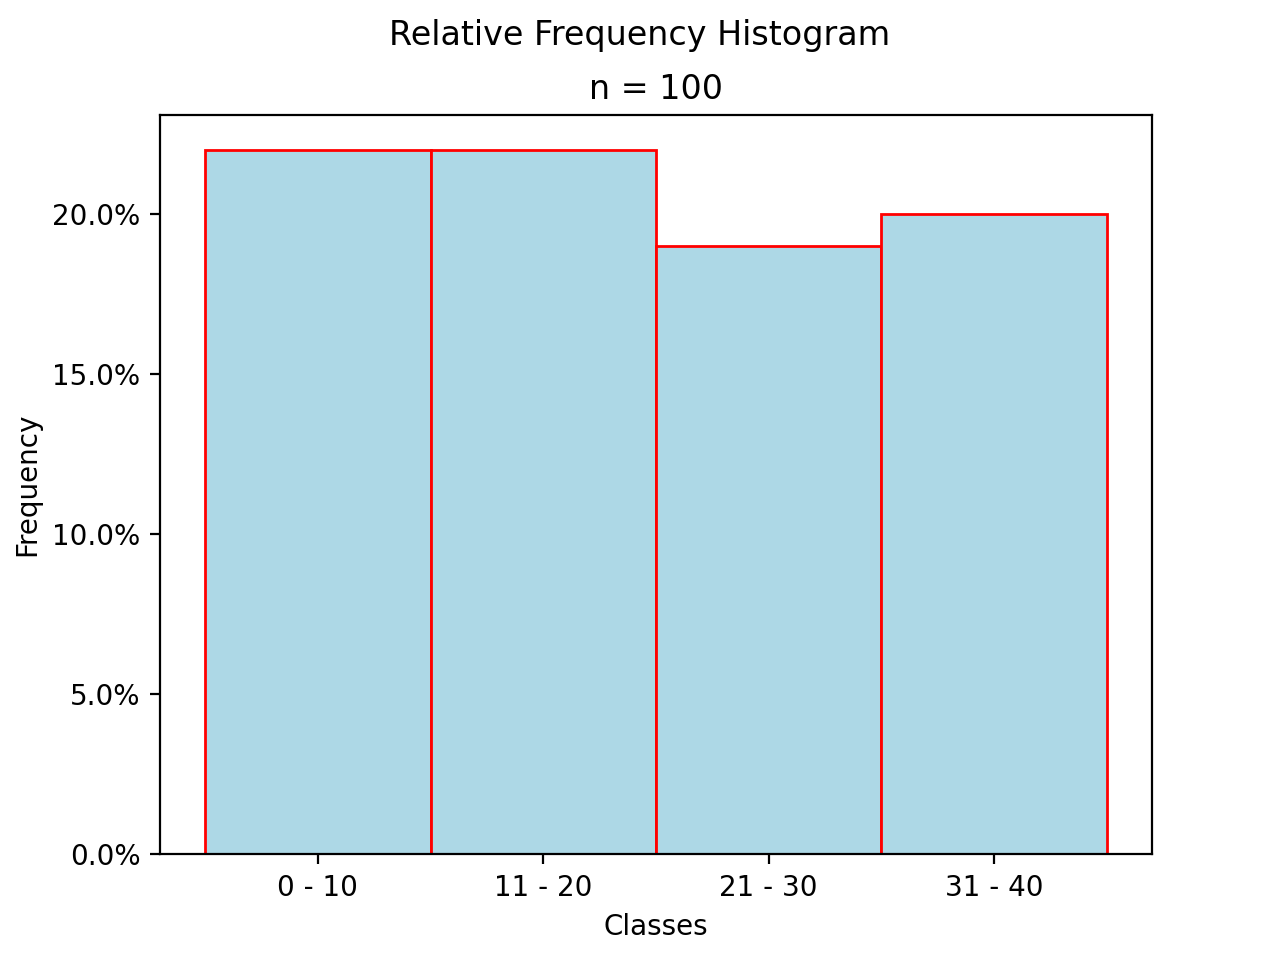 Relative Frequency Histogram
n = 100
Frequency
20.0%
15.0%
10.0%
5.0%
0.0%
0 - 10
11 - 20
21 - 30
31 - 40
Classes